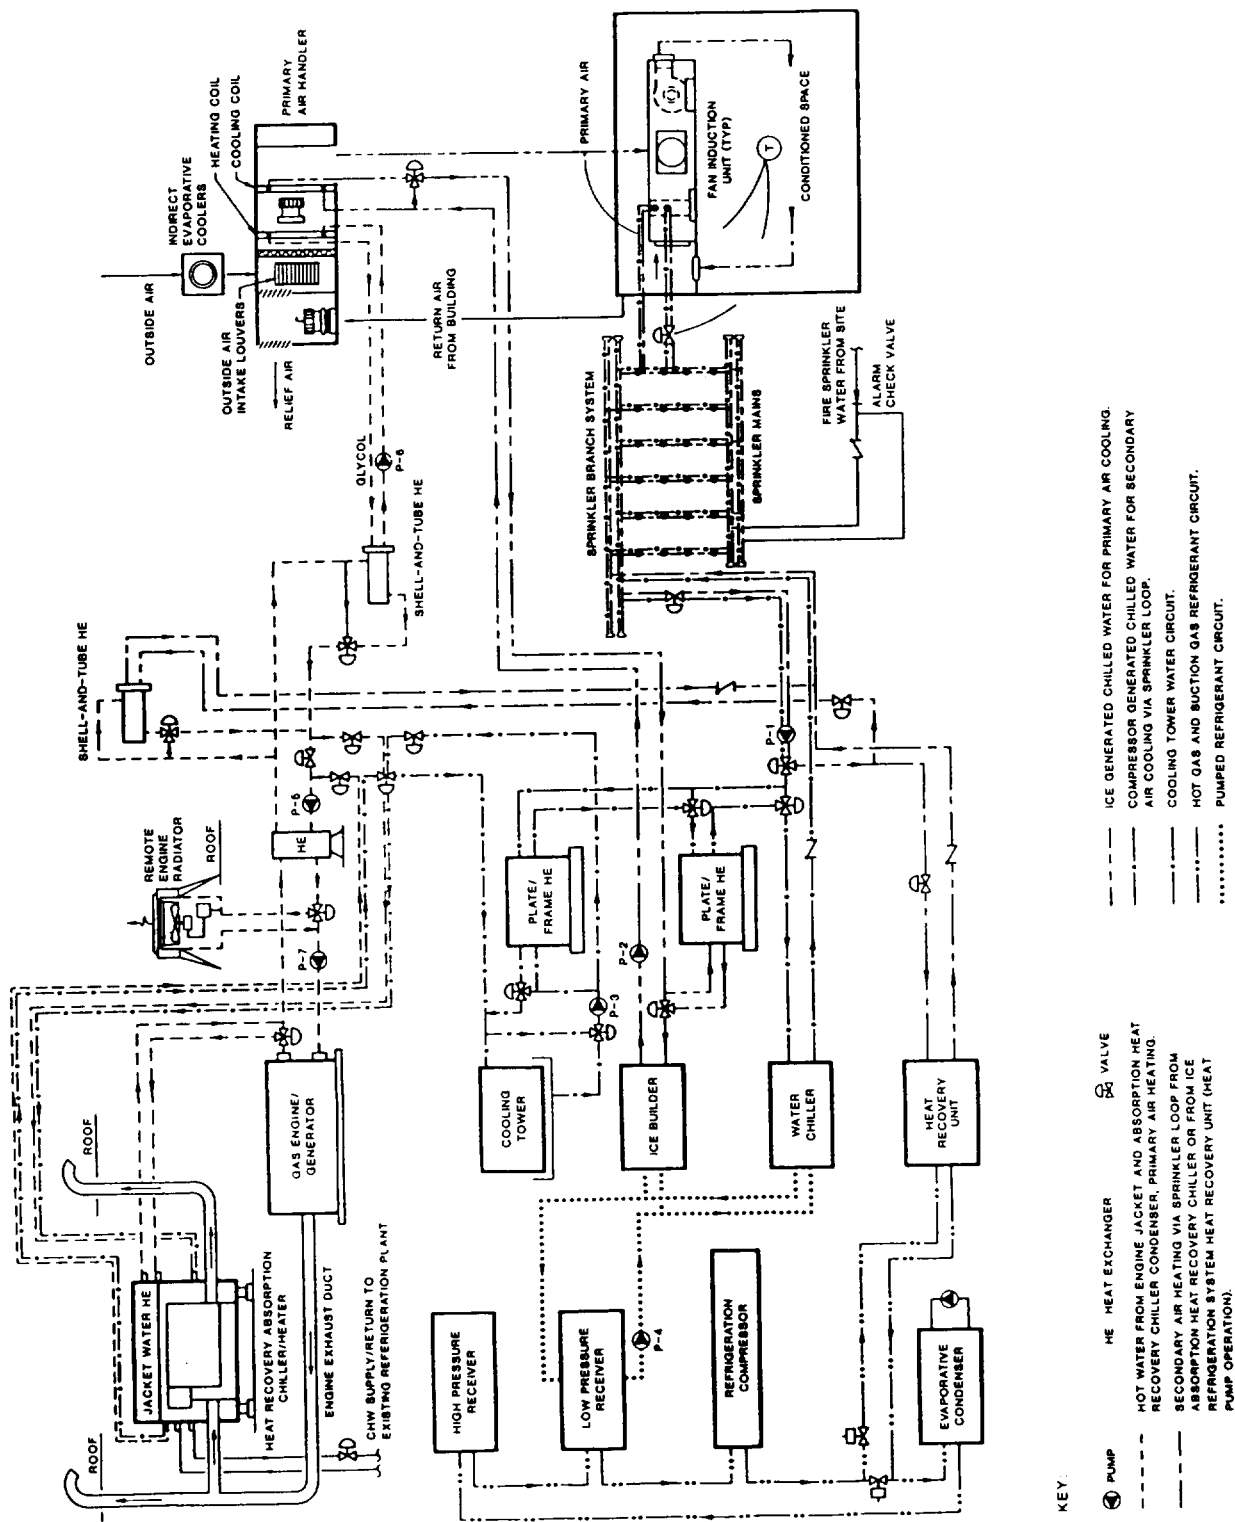 ROOF
ROOF
JACKET WATER HE
HEAT RECOVERY ABSORPTION
CHILLER/HEATER
ENGINE EXHAUST DUCT
CHW SUPPLY/RETURN TO
EXISTING REFRIGERATION PLANT
GAS ENGINE/
GENERATOR
REMOTE
ENGINE
RADIATOR
ROOF
P-7
HE
P-6
SHELL-AND-TUBE HE
SHELL-AND-TUBE HE
GLYCOL
P-6
OUTSIDE AIR
INDIRECT
EVAPORATIVE
COOLERS
HEATING COIL
COOLING COIL
PRIMARY
AIR HANDLER
OUTSIDE AIR
INTAKE LOUVERS
RELIEF AIR
RETURN AIR
FROM BUILDING
PRIMARY AIR
FAN INDUCTION
UNIT (TYP)
T
CONDITIONED SPACE
SPRINKLER BRANCH SYSTEM
SPRINKLER MAINS
FIRE SPRINKLER
WATER FROM SITE
ALARM
CHECK VALVE
COOLING
TOWER
P-3
PLATE/
FRAME HE
P-2
PLATE/
FRAME HE
P-1
ICE BUILDER
WATER
CHILLER
HEAT
RECOVERY
UNIT
HIGH PRESSURE
RECEIVER
LOW PRESSURE
RECEIVER
P-4
REFRIGERATION
COMPRESSOR
EVAPORATIVE
CONDENSER
KEY:
PUMP
HE HEAT EXCHANGER
VALVE
HOT WATER FROM ENGINE JACKET AND ABSORPTION HEAT
RECOVERY CHILLER CONDENSER, PRIMARY AIR HEATING.
SECONDARY AIR HEATING VIA SPRINKLER LOOP FROM
ABSORPTION HEAT RECOVERY CHILLER OR FROM ICE
REFRIGERATION SYSTEM HEAT RECOVERY UNIT (HEAT
PUMP OPERATION).
ICE GENERATED CHILLED WATER FOR PRIMARY AIR COOLING.
COMPRESSOR GENERATED CHILLED WATER FOR SECONDARY
AIR COOLING VIA SPRINKLER LOOP.
COOLING TOWER WATER CIRCUIT.
HOT GAS AND SUCTION GAS REFRIGERANT CIRCUIT.
PUMPED REFRIGERANT CIRCUIT.